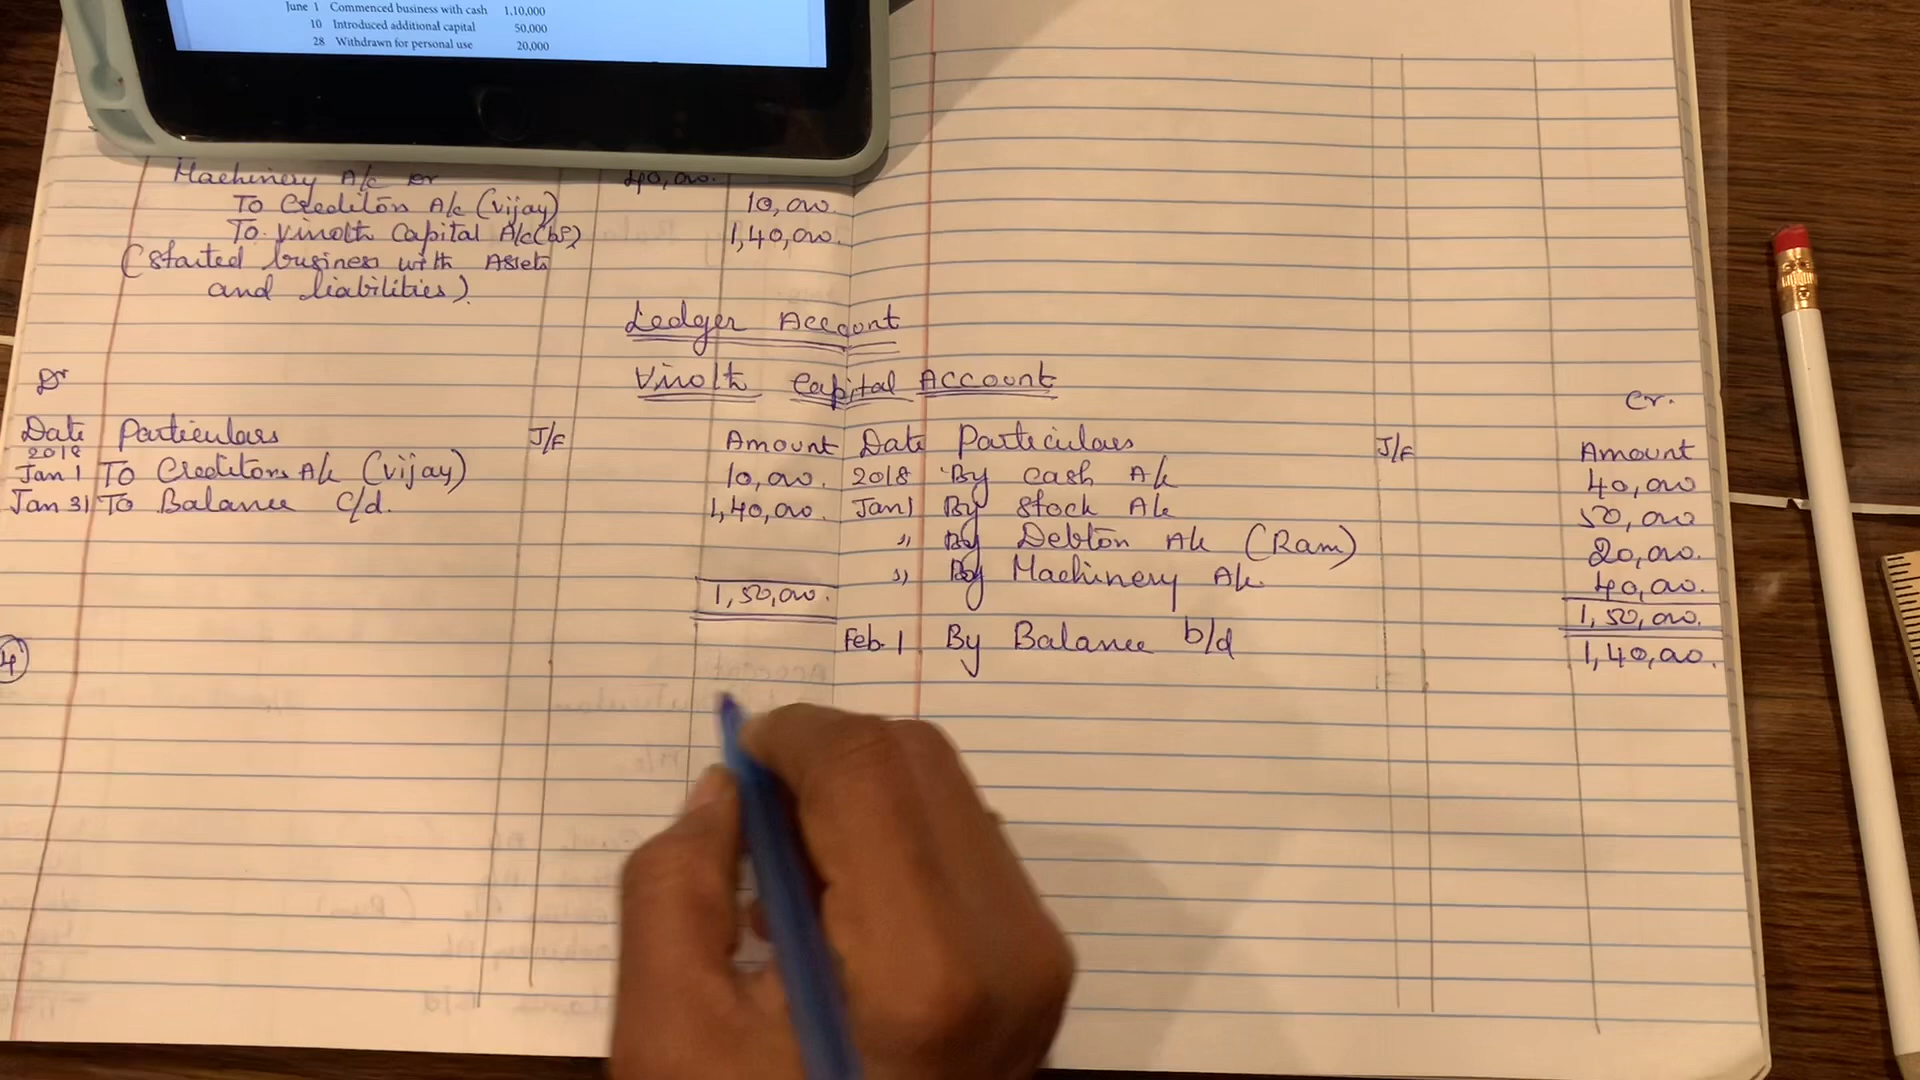 June 1 Commenced business with cash 1,10,000
10 Introduced additional capital 50,000
28 Withdrawn for personal use 20,000
Machinery A/c Dr 40,000.
To Creditors A/c (vijay) 10,000.
To Vinoth Capital A/c (bf) 1,40,000.
(Started business with Assets
and liabilities).
Ledger Account
Dr Vinoth Capital Account Cr.
Date Particulars J/F Amount Date Particulars J/F Amount
2018
Jan 1 To Creditors A/c (vijay) 10,000. 2018 By Cash A/c 40,000
Jan 31 To Balance c/d. 1,40,000. Jan 1 By Stock A/c 50,000
" By Debtors A/c (Ram) 20,000.
" By Machinery A/c. 40,000.
1,50,000. 1,50,000.
4 Feb. 1 By Balance b/d 1,40,000.